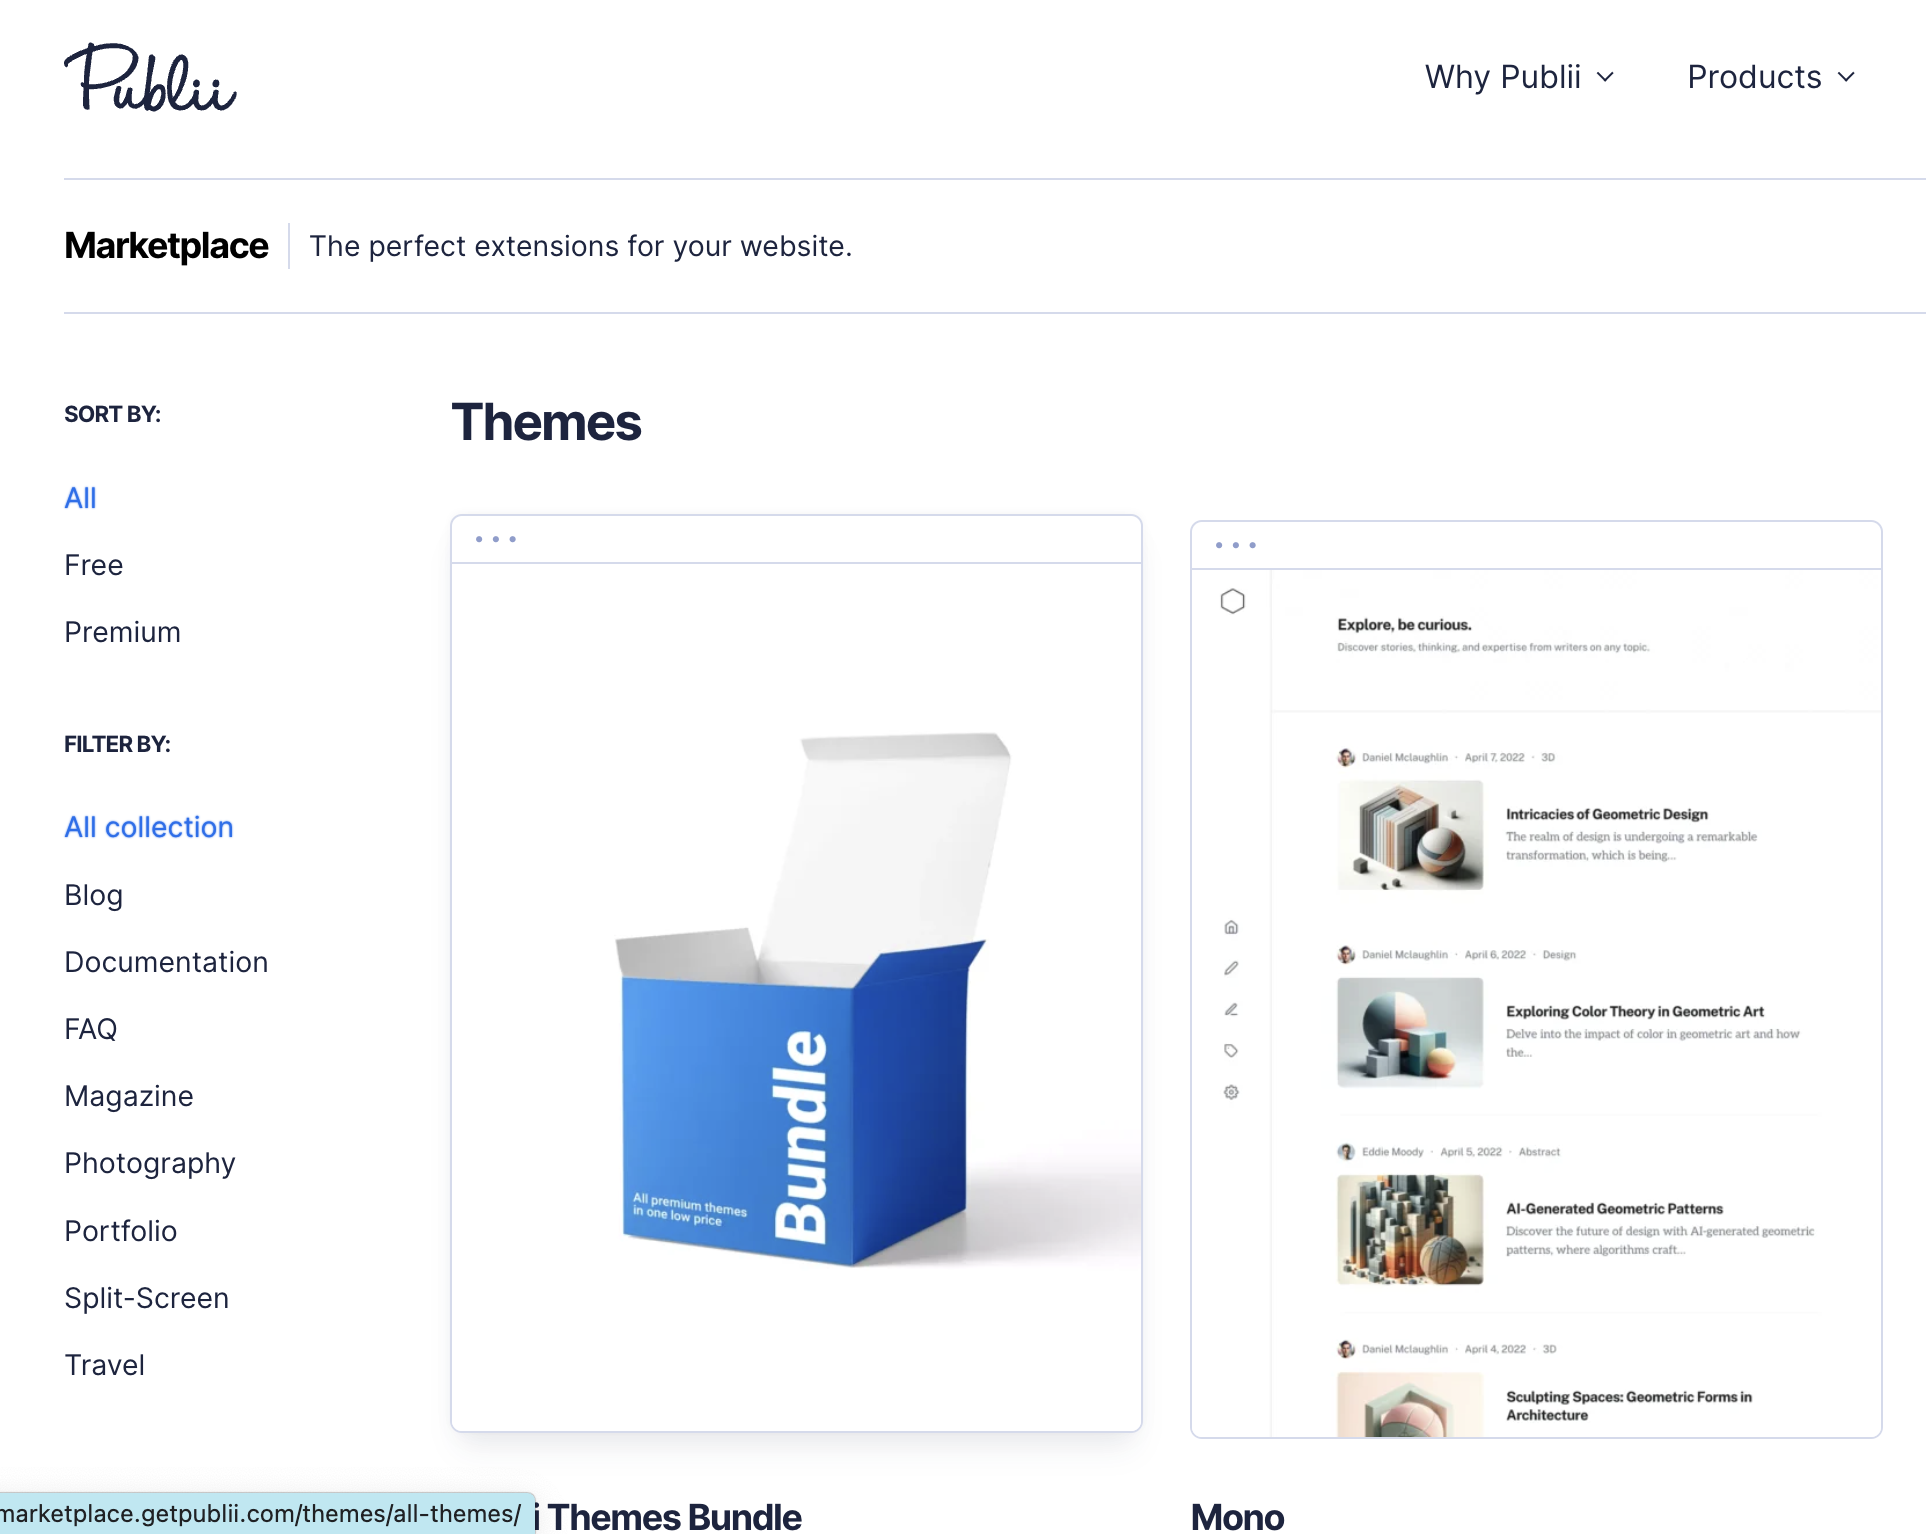 Publii
Why Publii
Products
Marketplace
The perfect extensions for your website.
SORT BY:
All
Free
Premium
FILTER BY:
All collection
Blog
Documentation
FAQ
Magazine
Photography
Portfolio
Split-Screen
Travel
Themes
Bundle
All premium themes
in one low price
i Themes Bundle
Explore, be curious.
Discover stories, thinking, and expertise from writers on any topic.
Daniel Mclaughlin · April 7, 2022 · 3D
Intricacies of Geometric Design
The realm of design is undergoing a remarkable
transformation, which is being...
Daniel Mclaughlin · April 6, 2022 · Design
Exploring Color Theory in Geometric Art
Delve into the impact of color in geometric art and how
the...
Eddie Moody · April 5, 2022 · Abstract
AI-Generated Geometric Patterns
Discover the future of design with AI-generated geometric
patterns, where algorithms craft...
Daniel Mclaughlin · April 4, 2022 · 3D
Sculpting Spaces: Geometric Forms in
Architecture
Mono
marketplace.getpublii.com/themes/all-themes/